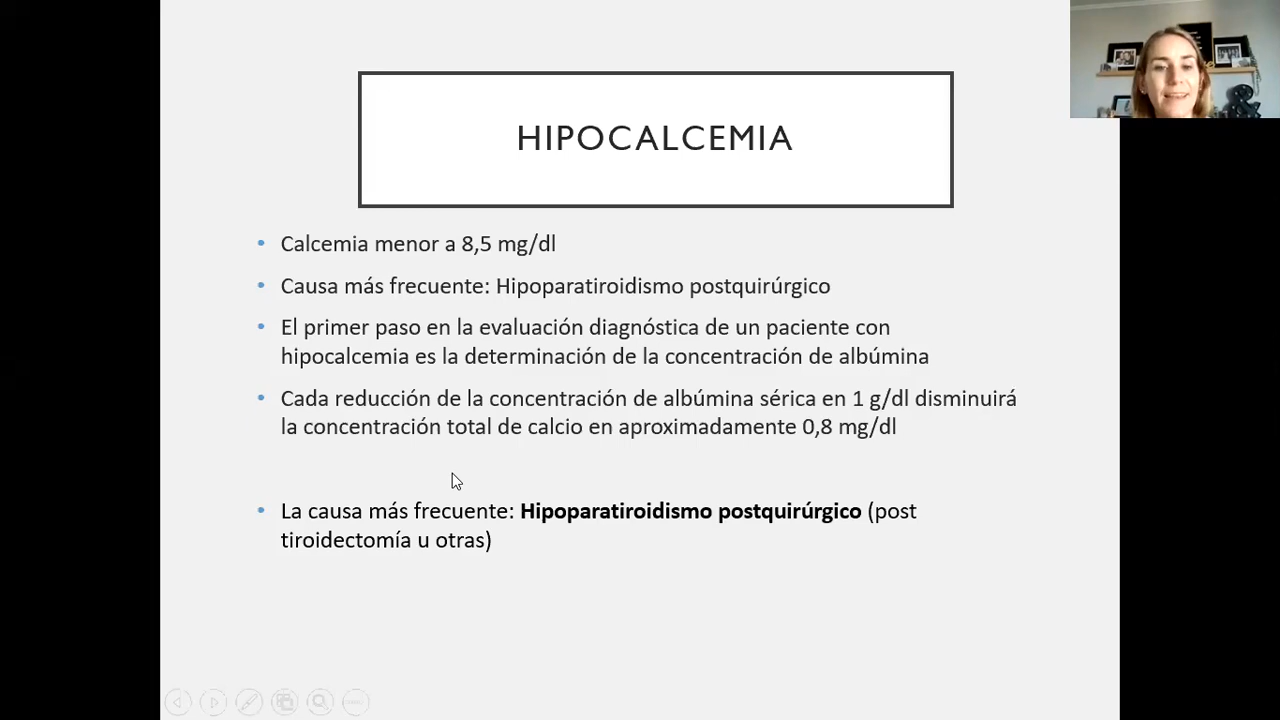 HIPOCALCEMIA
• Calcemia menor a 8,5 mg/dl
• Causa más frecuente: Hipoparatiroidismo postquirúrgico
• El primer paso en la evaluación diagnóstica de un paciente con
hipocalcemia es la determinación de la concentración de albúmina
• Cada reducción de la concentración de albúmina sérica en 1 g/dl disminuirá
la concentración total de calcio en aproximadamente 0,8 mg/dl
• La causa más frecuente: Hipoparatiroidismo postquirúrgico (post
tiroidectomía u otras)
&